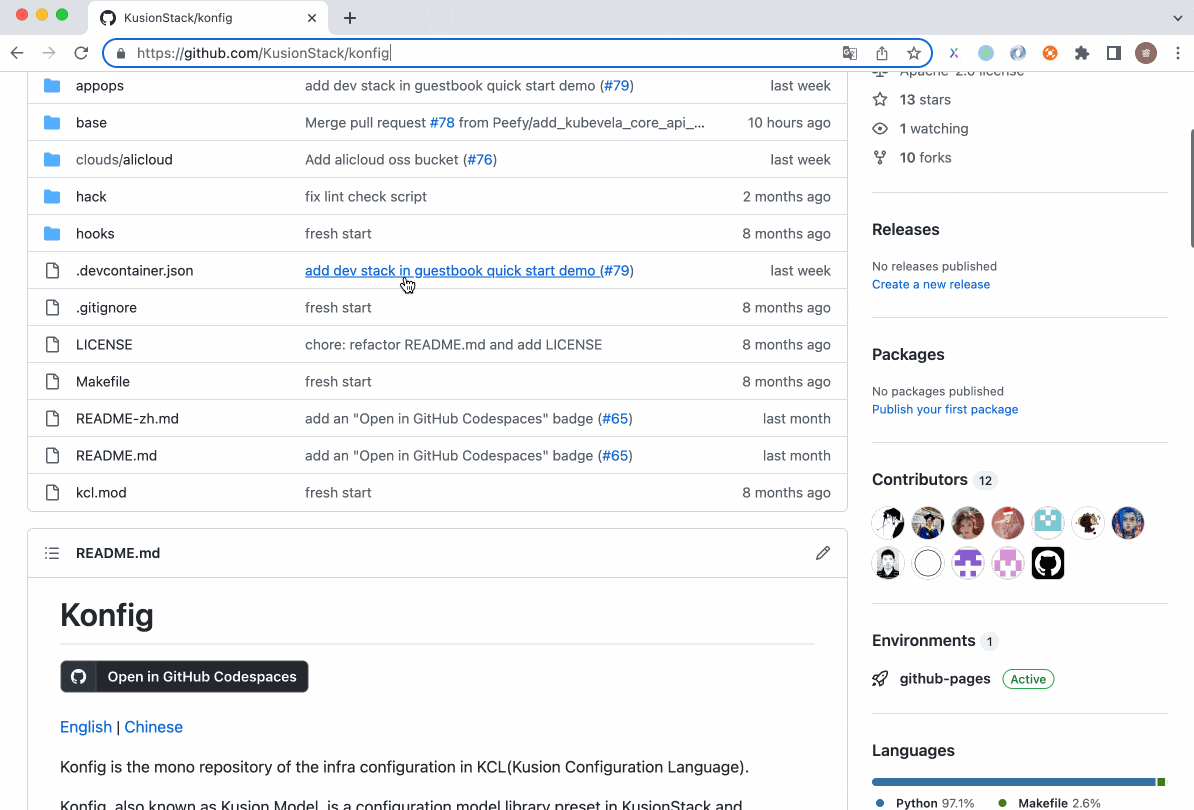 KusionStack/konfig
https://github.com/KusionStack/konfig
appops add dev stack in guestbook quick start demo (#79) last week
base Merge pull request #78 from Peefy/add_kubevela_core_api_... 10 hours ago
clouds/alicloud Add alicloud oss bucket (#76) last week
hack fix lint check script 2 months ago
hooks fresh start 8 months ago
.devcontainer.json add dev stack in guestbook quick start demo (#79) last week
.gitignore fresh start 8 months ago
LICENSE chore: refactor README.md and add LICENSE 8 months ago
Makefile fresh start 8 months ago
README-zh.md add an "Open in GitHub Codespaces" badge (#65) last month
README.md add an "Open in GitHub Codespaces" badge (#65) last month
kcl.mod fresh start 8 months ago
README.md
Konfig
Open in GitHub Codespaces
English | Chinese
Konfig is the mono repository of the infra configuration in KCL(Kusion Configuration Language).
Konfig, also known as Kusion Model, is a configuration model library preset in KusionStack and
Apache-2.0 license
13 stars
1 watching
10 forks
Releases
No releases published
Create a new release
Packages
No packages published
Publish your first package
Contributors 12
Environments 1
github-pages Active
Languages
Python 97.1% Makefile 2.6%